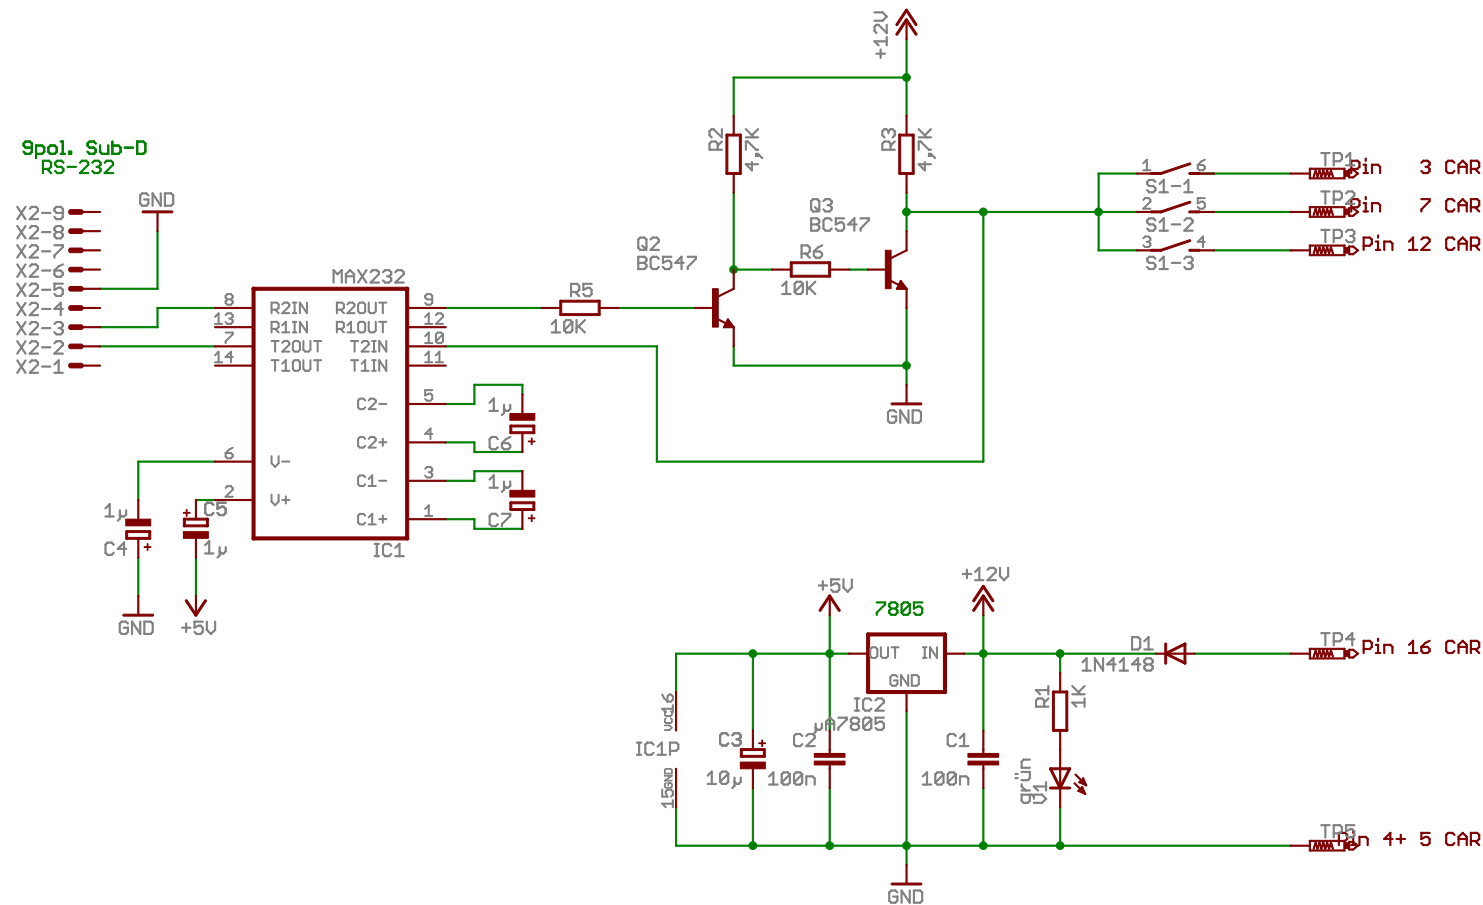 +12V
R2
4,7K
R3
4,7K
9pol. Sub-D
RS-232
GND
X2-9
X2-8
X2-7
X2-6
X2-5
X2-4
X2-3
X2-2
X2-1
MAX232
8 R2IN R2OUT 9
13 R1IN R1OUT 12
7 T2OUT T2IN 10
14 T1OUT T1IN 11
C2- 5
C2+ 4
6 V- C1- 3
2 V+ C1+ 1
IC1
1µ
C6
+
1µ
C7
+
1µ
C4
+
GND
+ C5
1µ
+5V
R5
10K
Q2
BC547
R6
10K
Q3
BC547
GND
1 6
S1-1
2 5
S1-2
3 4
S1-3
TP1 Pin 3 CAR
TP2 Pin 7 CAR
TP3 Pin 12 CAR
+5V
7805
+12V
OUT IN
GND
IC2
µA7805
D1
1N4148
TP4 Pin 16 CAR
VCC 16
IC1P
15 GND
C3 +
10µ
C2
100n
C1
100n
R1
1K
grün
V1
TP5 Pin 4+ 5 CAR
GND